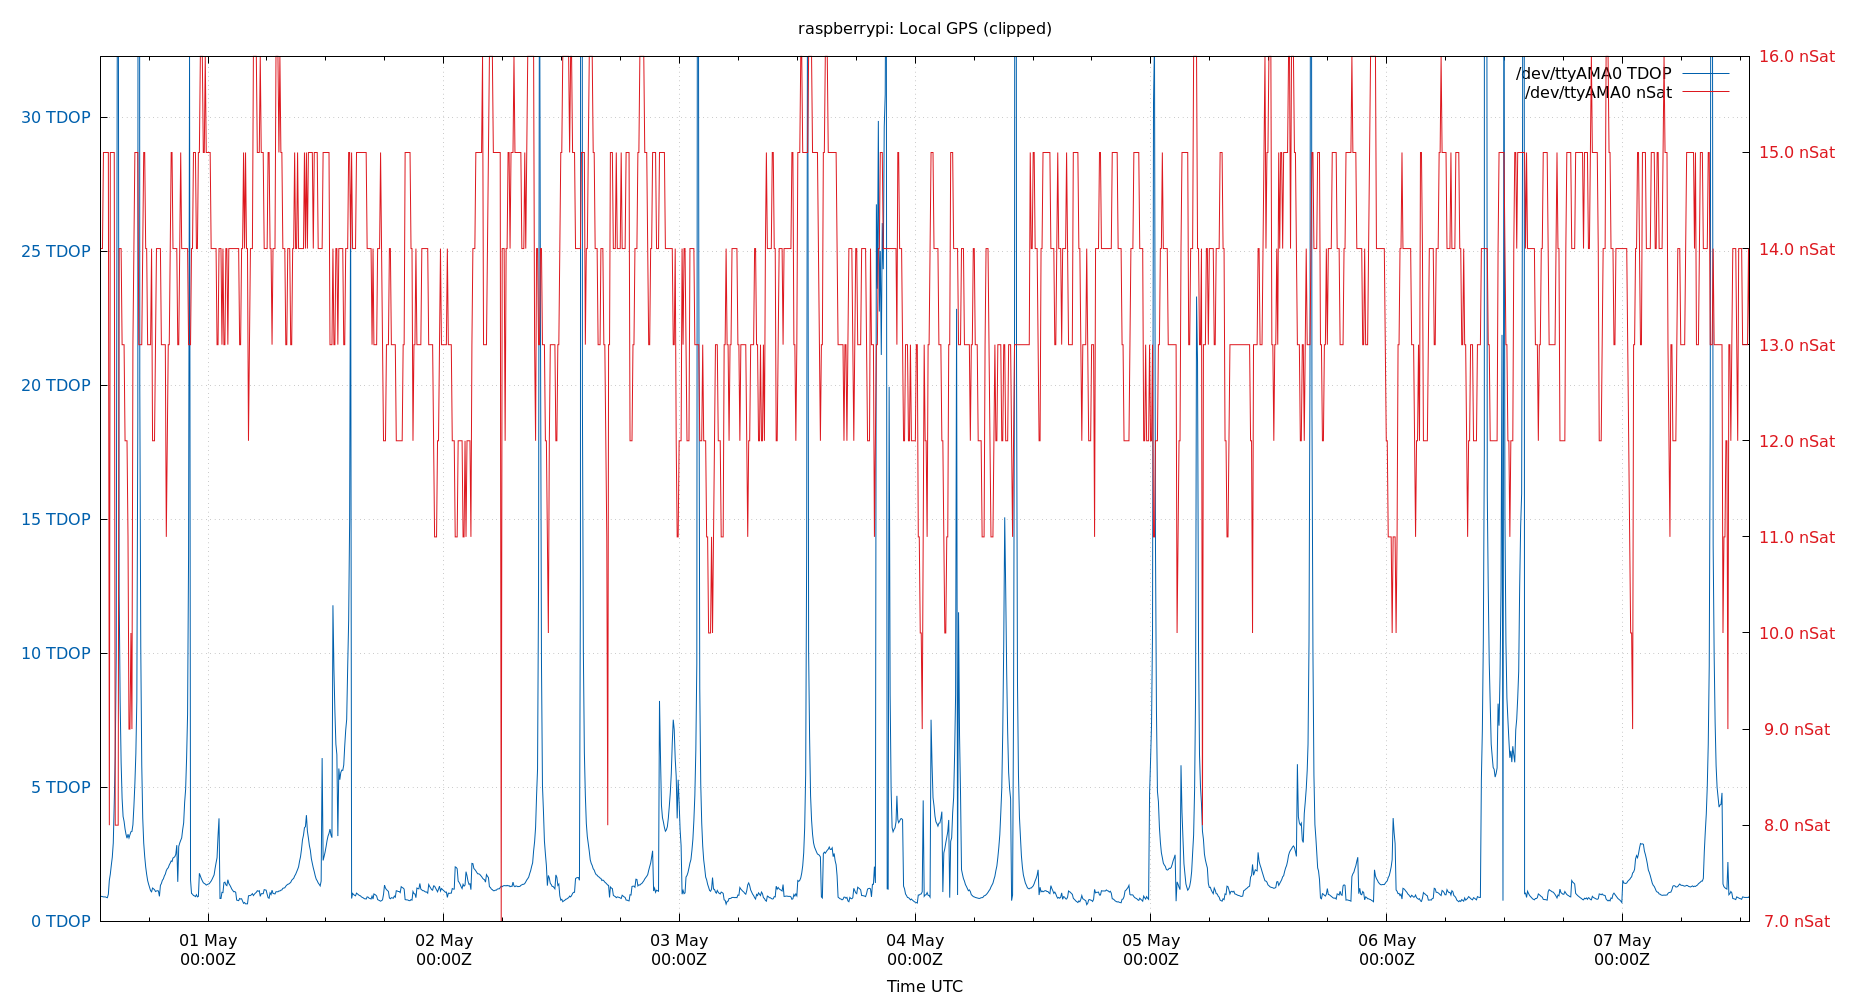 raspberrypi: Local GPS (clipped)
/dev/ttyAMA0 TDOP
/dev/ttyAMA0 nSat
30 TDOP
25 TDOP
20 TDOP
15 TDOP
10 TDOP
5 TDOP
0 TDOP
16.0 nSat
15.0 nSat
14.0 nSat
13.0 nSat
12.0 nSat
11.0 nSat
10.0 nSat
9.0 nSat
8.0 nSat
7.0 nSat
01 May
00:00Z
02 May
00:00Z
03 May
00:00Z
04 May
00:00Z
05 May
00:00Z
06 May
00:00Z
07 May
00:00Z
Time UTC